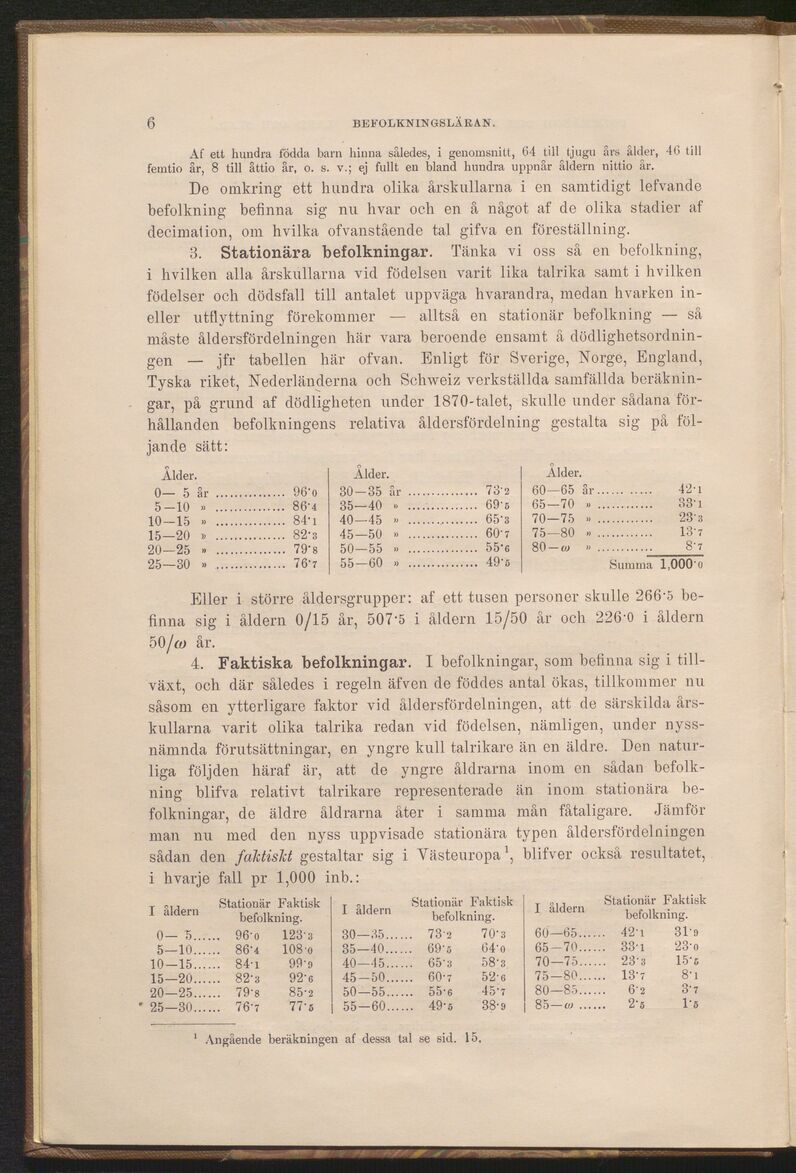 6 BEFOLKNINGSLÄRAN.
Af ett hundra födda barn hinna således, i genomsnitt, 64 till tjugu års ålder, 46 till
femtio år, 8 till åttio år, o. s. v.; ej fullt en bland hundra uppnår åldern nittio år.
De omkring ett hundra olika årskullarna i en samtidigt lefvande
befolkning befinna sig nu hvar och en å något af de olika stadier af
decimation, om hvilka ofvanstående tal gifva en föreställning.
3. Stationära befolkningar. Tänka vi oss så en befolkning,
i hvilken alla årskullarna vid födelsen varit lika talrika samt i hvilken
födelser och dödsfall till antalet uppväga hvarandra, medan hvarken in-
eller utflyttning förekommer — alltså en stationär befolkning — så
måste åldersfördelningen här vara beroende ensamt å dödlighetsordnin-
gen — jfr tabellen här ofvan. Enligt för Sverige, Norge, England,
Tyska riket, Nederländerna och Schweiz verkställda samfällda beräknin-
gar, på grund af dödligheten under 1870-talet, skulle under sådana för-
hållanden befolkningens relativa åldersfördelning gestalta sig på föl-
jande sätt:
Ålder. Ålder. Ålder.
0— 5 år ............... 96·0 30—35 år ............... 73·2 60—65 år............ 42·1
5—10 » ............... 86·4 35—40 » ............... 69·5 65—70 » ............ 33·1
10—15 » ............... 84·1 40—45 » ............... 65·3 70—75 » ............ 23·3
15—20 » ............... 82·3 45—50 » ............... 60·7 75—80 » ............ 13·7
20—25 » ............... 79·8 50—55 » ............... 55·6 80—ω » ............ 8·7
25—30 » ............... 76·7 55—60 » ............... 49·5 Summa 1,000·0
Eller i större åldersgrupper: af ett tusen personer skulle 266·5 be-
finna sig i åldern 0/15 år, 507·5 i åldern 15/50 år och 226·0 i åldern
50/ω år.
4. Faktiska befolkningar. I befolkningar, som befinna sig i till-
växt, och där således i regeln äfven de föddes antal ökas, tillkommer nu
såsom en ytterligare faktor vid åldersfördelningen, att de särskilda års-
kullarna varit olika talrika redan vid födelsen, nämligen, under nyss-
nämnda förutsättningar, en yngre kull talrikare än en äldre. Den natur-
liga följden häraf är, att de yngre åldrarna inom en sådan befolk-
ning blifva relativt talrikare representerade än inom stationära be-
folkningar, de äldre åldrarna åter i samma mån fåtaligare. Jämför
man nu med den nyss uppvisade stationära typen åldersfördelningen
sådan den faktiskt gestaltar sig i Västeuropa¹, blifver också resultatet,
i hvarje fall pr 1,000 inb.:
I åldern Stationär Faktisk befolkning. I åldern Stationär Faktisk befolkning. I åldern Stationär Faktisk befolkning.
0— 5...... 96·0 123·3 30—35...... 73·2 70·3 60—65...... 42·1 31·9
5—10...... 86·4 108·0 35—40...... 69·5 64·0 65—70...... 33·1 23·0
10—15...... 84·1 99·9 40—45...... 65·3 58·3 70—75...... 23·3 15·5
15—20...... 82·3 92·6 45—50...... 60·7 52·6 75—80...... 13·7 8·1
20—25...... 79·8 85·2 50—55...... 55·6 45·7 80—85...... 6·2 3·7
25—30...... 76·7 77·5 55—60...... 49·5 38·9 85—ω ...... 2·5 1·5
¹ Angående beräkningen af dessa tal se sid. 15.